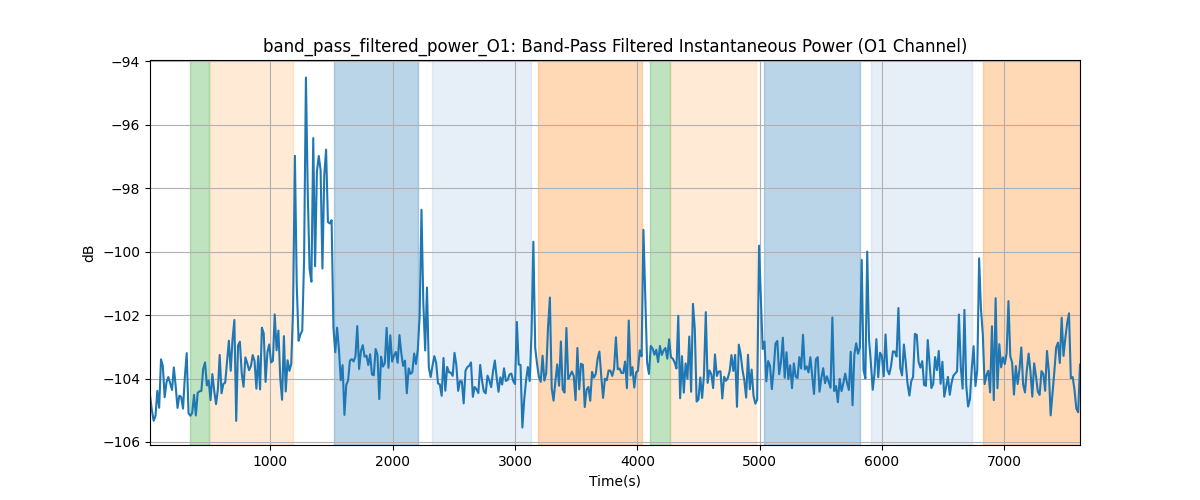 band_pass_filtered_power_O1: Band-Pass Filtered Instantaneous Power (O1 Channel)
−94
−96
−98
−100
−102
−104
−106
dB
1000 2000 3000 4000 5000 6000 7000
Time(s)